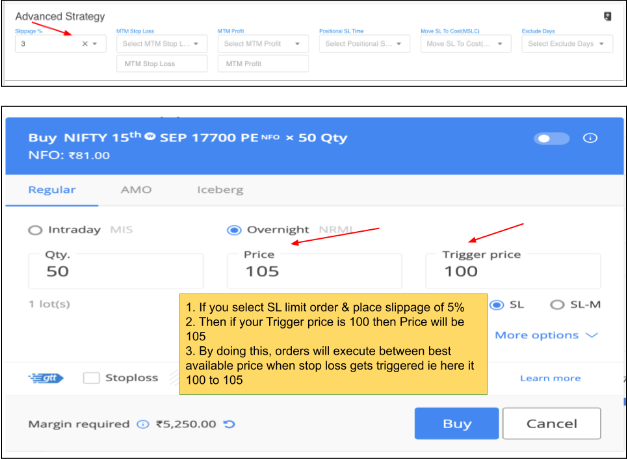 Advanced Strategy
Slippage % MTM Stop Loss MTM Profit Positional SL Time Move SL To Cost(MSLC) Exclude Days
3 Select MTM Stop L... Select MTM Profit Select Positional S... Move SL To Cost(... Select Exclude Days
MTM Stop Loss MTM Profit
Buy NIFTY 15th W SEP 17700 PE NFO × 50 Qty
NFO: ₹81.00
Regular AMO Iceberg
Intraday MIS Overnight NRML
Qty. Price Trigger price
50 105 100
1 lot(s) SL SL-M
1. If you select SL limit order & place slippage of 5%
2. Then if your Trigger price is 100 then Price will be
105
3. By doing this, orders will execute between best
available price when stop loss gets triggered ie here it
100 to 105
More options
gtt Stoploss Learn more
Margin required ₹5,250.00 Buy Cancel